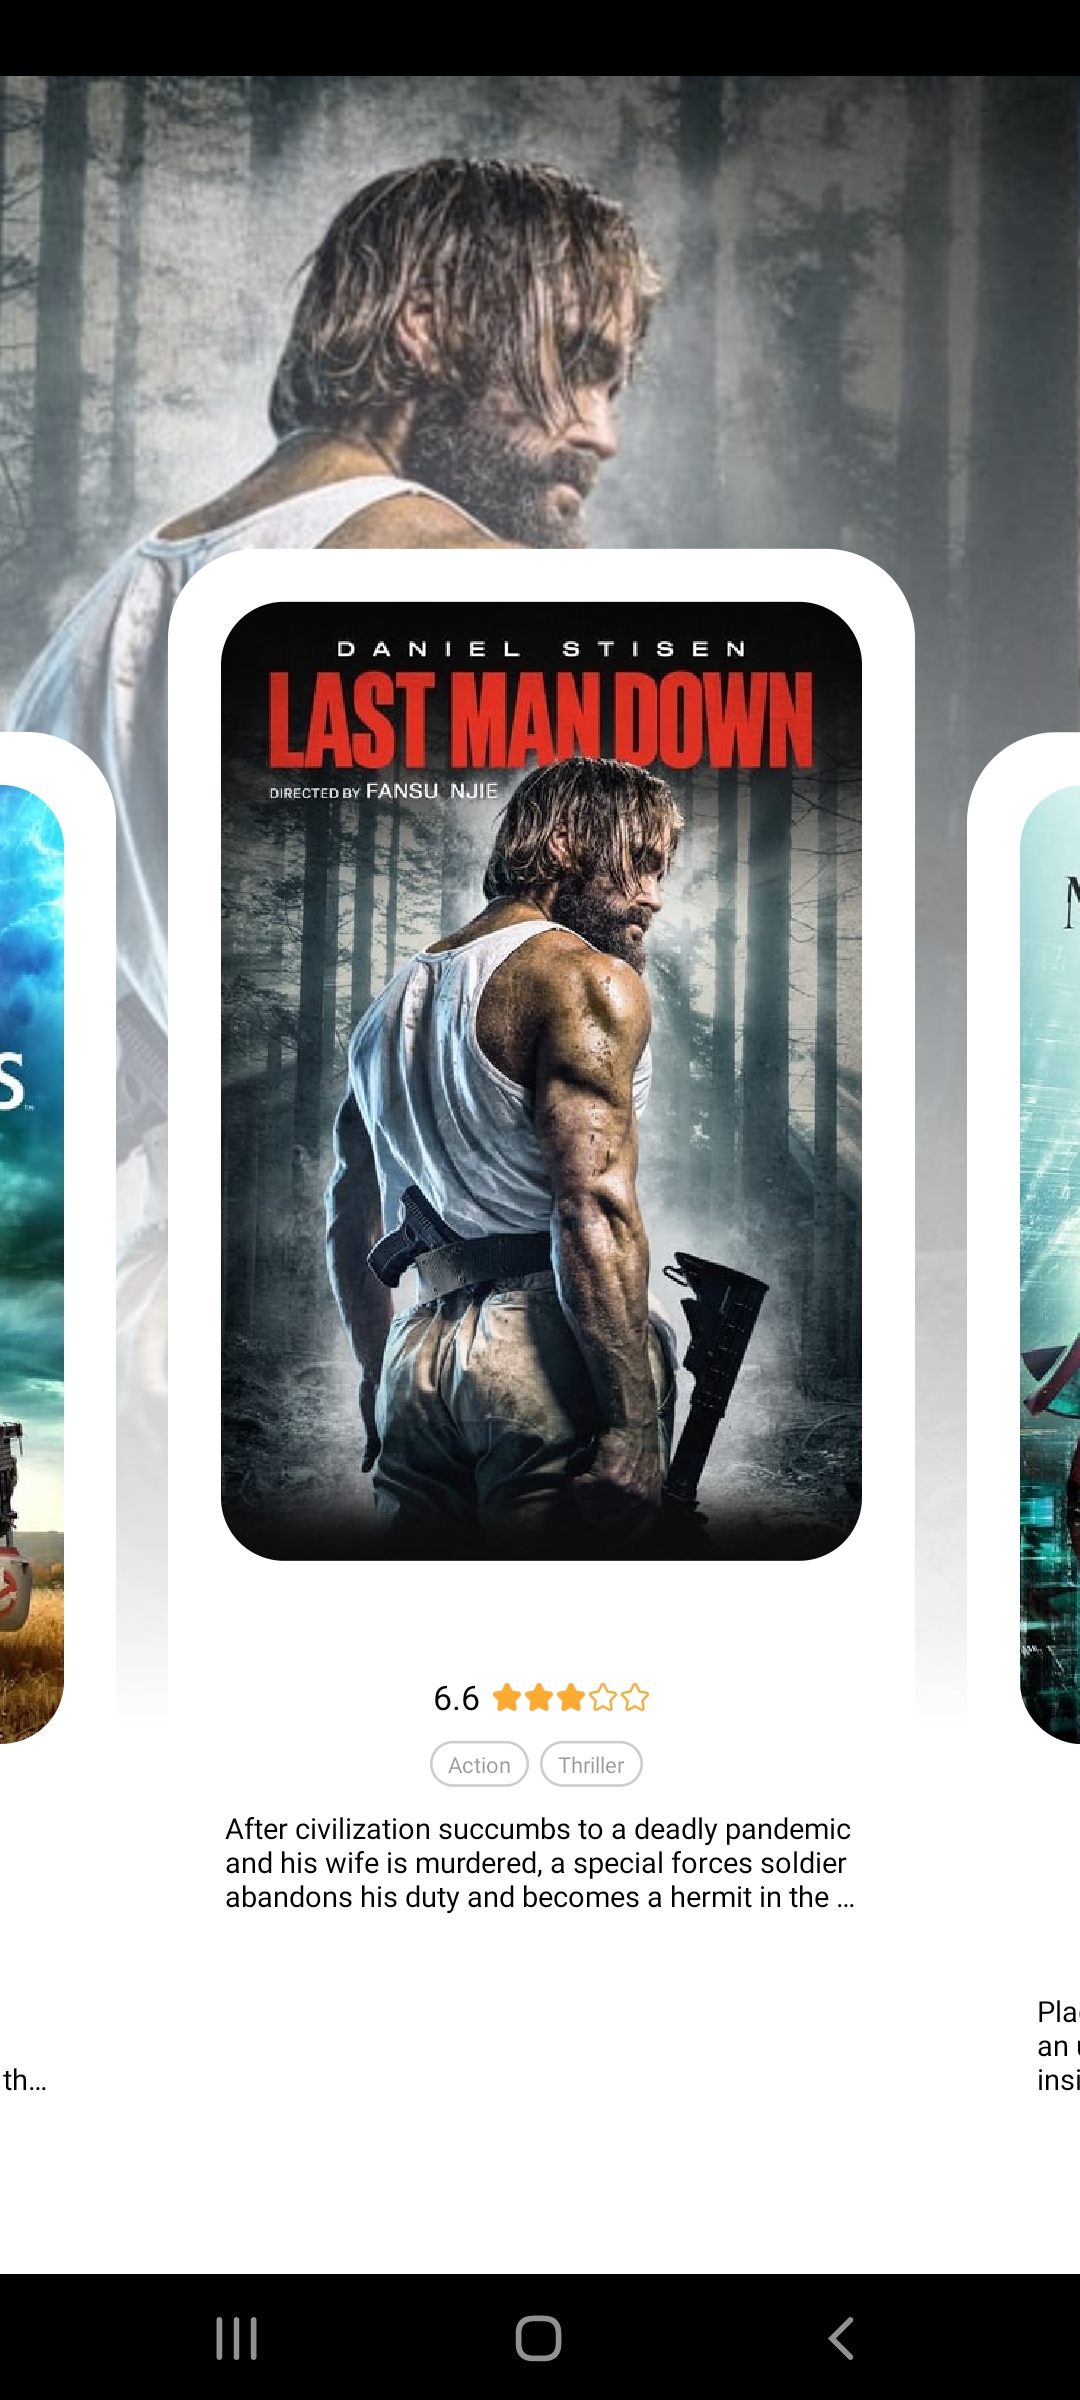 DANIEL STISEN
LAST MAN DOWN
DIRECTED BY FANSU NJIE
S™
6.6
Action
Thriller
After civilization succumbs to a deadly pandemic
and his wife is murdered, a special forces soldier
abandons his duty and becomes a hermit in the ...
th...
Pla
an
insi